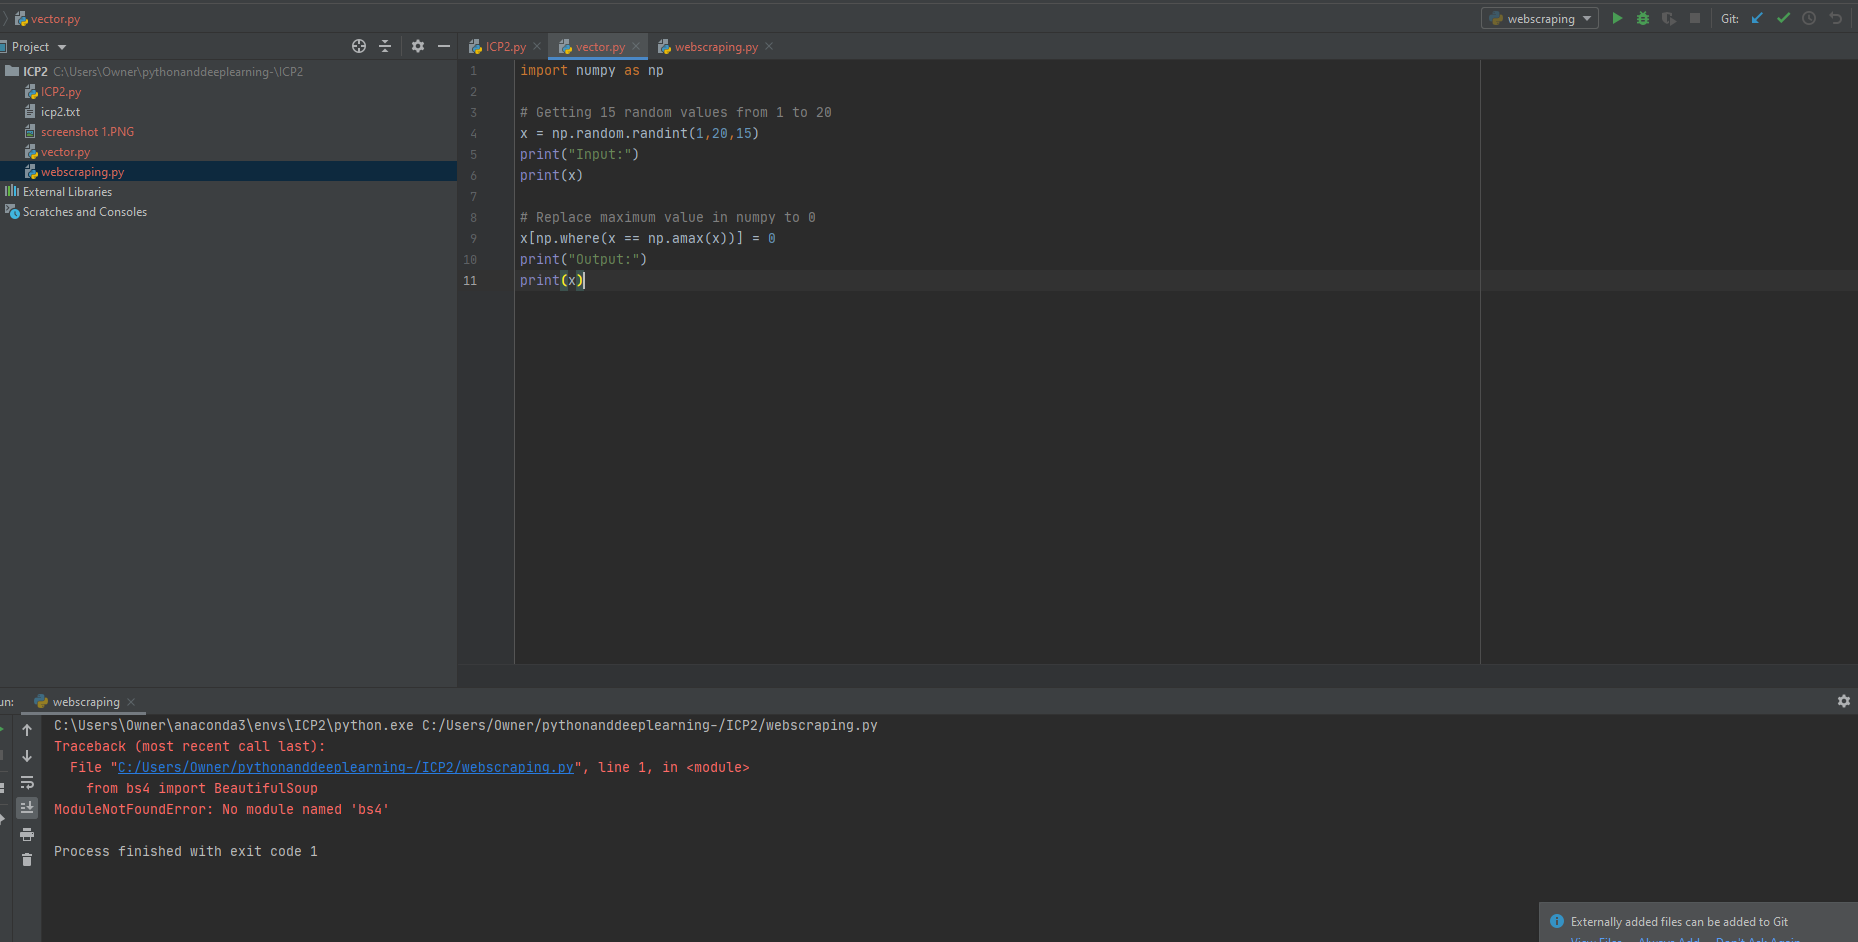 vector.py
webscraping
Git:
Project
ICP2.py
vector.py
webscraping.py
ICP2 C:\Users\Owner\pythonanddeeplearning-\ICP2
ICP2.py
icp2.txt
screenshot 1.PNG
vector.py
webscraping.py
External Libraries
Scratches and Consoles
1 import numpy as np
2
3 # Getting 15 random values from 1 to 20
4 x = np.random.randint(1,20,15)
5 print("Input:")
6 print(x)
7
8 # Replace maximum value in numpy to 0
9 x[np.where(x == np.amax(x))] = 0
10 print("Output:")
11 print(x)
un:
webscraping
C:\Users\Owner\anaconda3\envs\ICP2\python.exe C:/Users/Owner/pythonanddeeplearning-/ICP2/webscraping.py
Traceback (most recent call last):
File "C:/Users/Owner/pythonanddeeplearning-/ICP2/webscraping.py", line 1, in <module>
from bs4 import BeautifulSoup
ModuleNotFoundError: No module named 'bs4'
Process finished with exit code 1
Externally added files can be added to Git
View Files Always Add Don't Ask Again